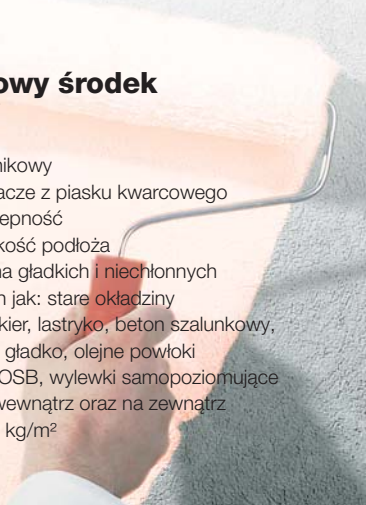 owy środek
nikowy
acze z piasku kwarcowego
epność
kość podłoża
na gładkich i niechłonnych
n jak: stare okładziny
kier, lastryko, beton szalunkowy,
gładko, olejne powłoki
OSB, wylewki samopoziomujące
wewnątrz oraz na zewnątrz
kg/m²